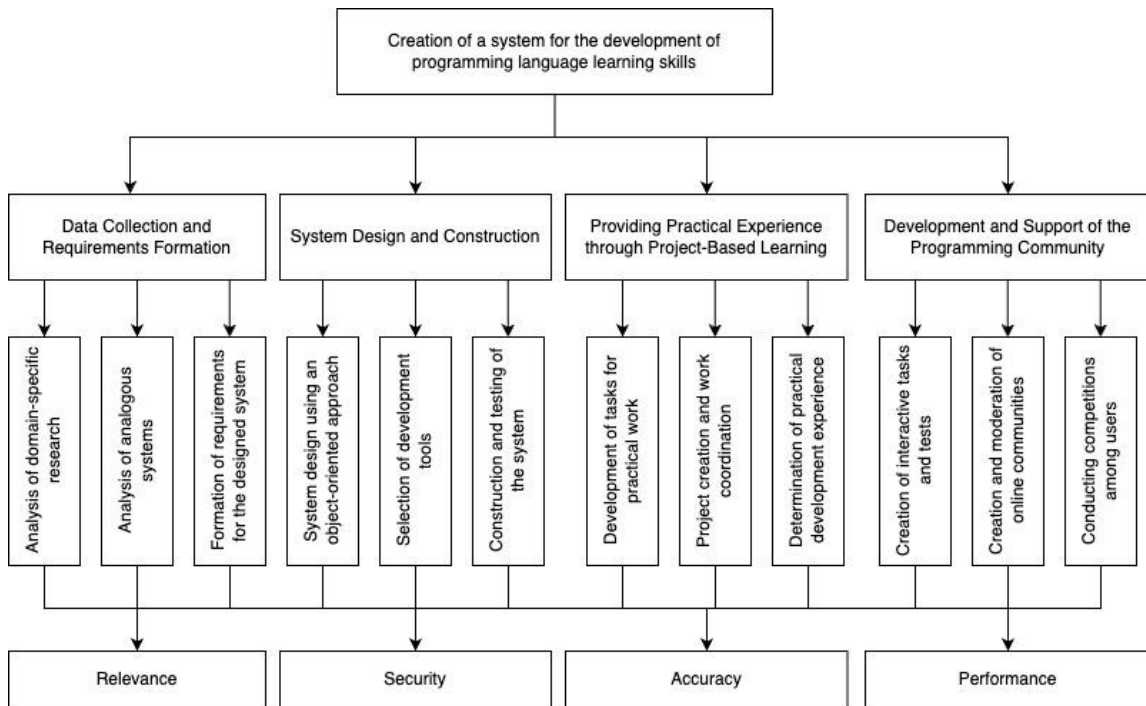 Creation of a system for the development of
programming language learning skills
Data Collection and
Requirements Formation
System Design and Construction
Providing Practical Experience
through Project-Based Learning
Development and Support of the
Programming Community
Analysis of domain-specific
research
Analysis of analogous
systems
Formation of requirements
for the designed system
System design using an
object-oriented approach
Selection of development
tools
Construction and testing of
the system
Development of tasks for
practical work
Project creation and work
coordination
Determination of practical
development experience
Creation of interactive tasks
and tests
Creation and moderation of
online communities
Conducting competitions
among users
Relevance
Security
Accuracy
Performance